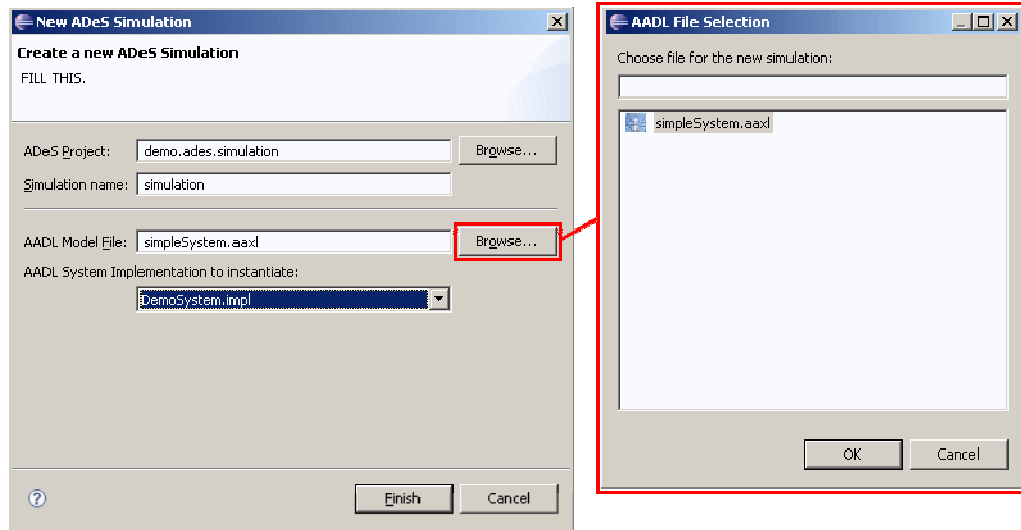 New ADeS Simulation
Create a new ADeS Simulation
FILL THIS.
ADeS Project: demo.ades.simulation Browse...
Simulation name: simulation
AADL Model File: simpleSystem.aaxl Browse...
AADL System Implementation to instantiate:
DemoSystem.impl
Finish Cancel
AADL File Selection
Choose file for the new simulation:
simpleSystem.aaxl
OK Cancel